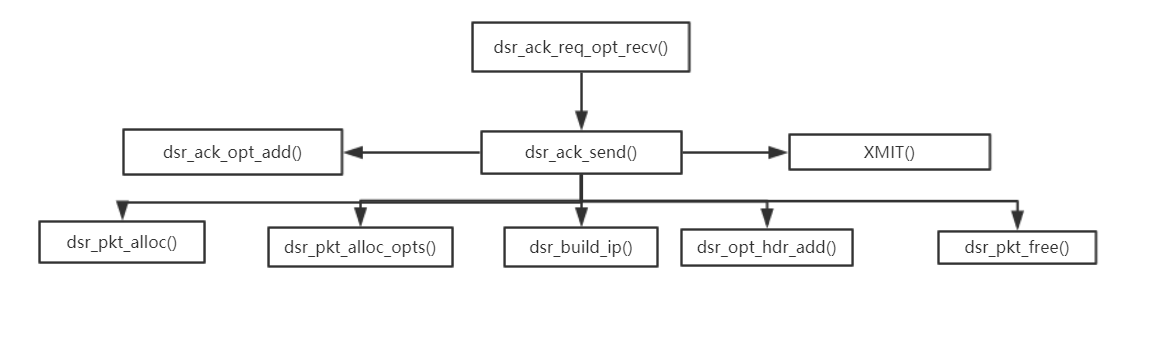 dsr_ack_req_opt_recv()
dsr_ack_opt_add()
dsr_ack_send()
XMIT()
dsr_pkt_alloc()
dsr_pkt_alloc_opts()
dsr_build_ip()
dsr_opt_hdr_add()
dsr_pkt_free()